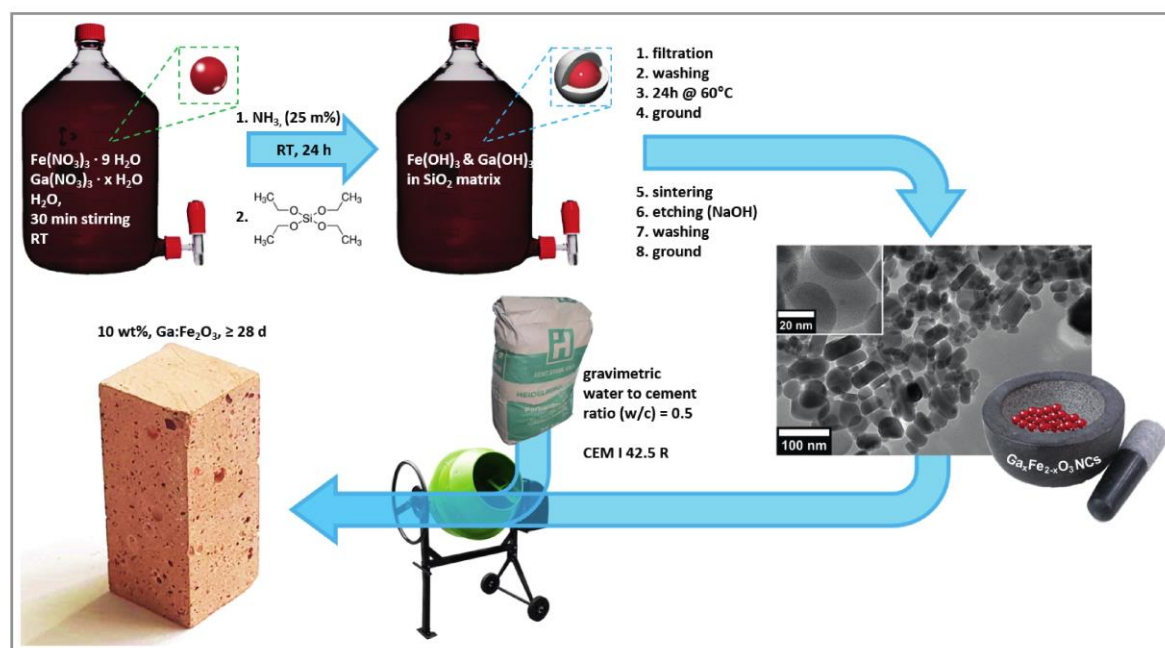 Fe(NO₃)₃ · 9 H₂O
Ga(NO₃)₃ · x H₂O
H₂O,
30 min stirring
RT
1. NH₃, (25 m%)
RT, 24 h
2.
H₃C
O
O
CH₃
Si
H₃C
O
O
CH₃
Fe(OH)₃ & Ga(OH)₃
in SiO₂ matrix
1. filtration
2. washing
3. 24h @ 60°C
4. ground
5. sintering
6. etching (NaOH)
7. washing
8. ground
20 nm
100 nm
GaₓFe₂₋ₓO₃ NCs
gravimetric
water to cement
ratio (w/c) = 0.5
CEM I 42.5 R
10 wt%, Ga:Fe₂O₃, ≥ 28 d